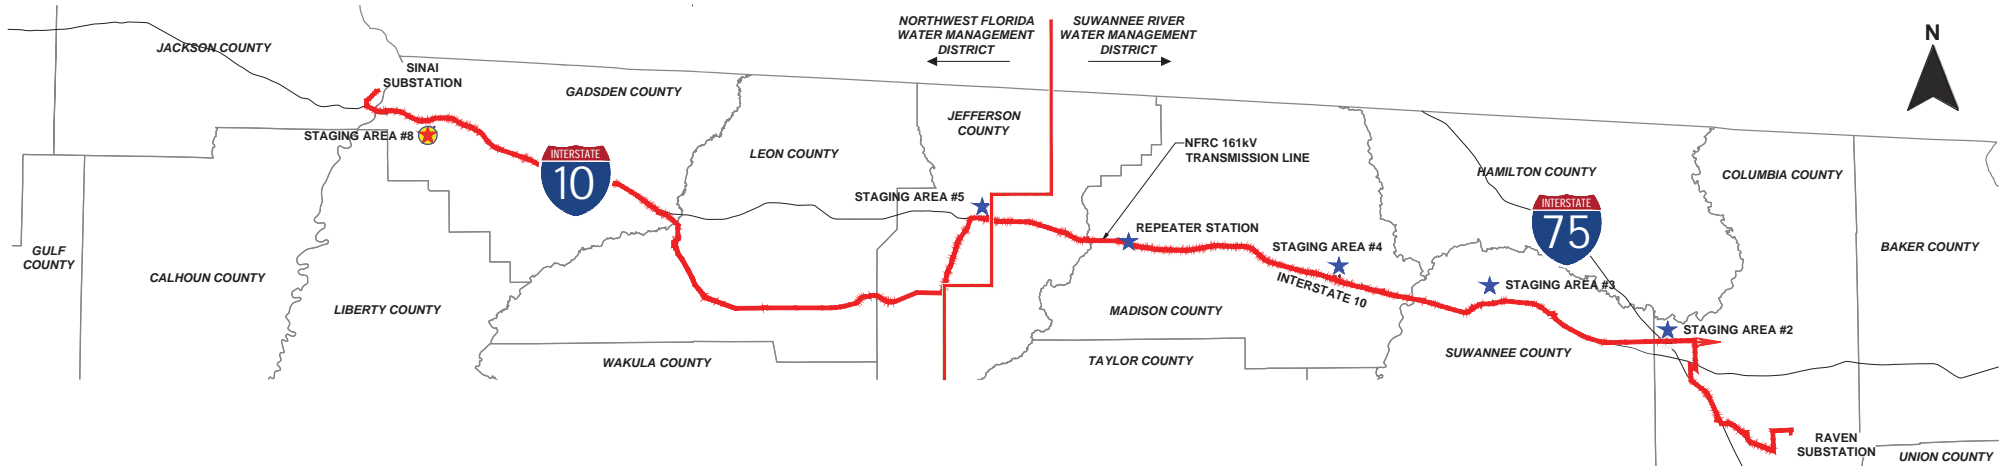 NORTHWEST FLORIDA
WATER MANAGEMENT
DISTRICT
SUWANNEE RIVER
WATER MANAGEMENT
DISTRICT
N
JACKSON COUNTY
SINAI
SUBSTATION
GADSDEN COUNTY
JEFFERSON
COUNTY
STAGING AREA #8
LEON COUNTY
NFRC 161kV
TRANSMISSION LINE
INTERSTATE
10
HAMILTON COUNTY
COLUMBIA COUNTY
STAGING AREA #5
INTERSTATE
75
REPEATER STATION
STAGING AREA #4
GULF
COUNTY
CALHOUN COUNTY
BAKER COUNTY
INTERSTATE 10
STAGING AREA #3
LIBERTY COUNTY
MADISON COUNTY
STAGING AREA #2
WAKULA COUNTY
TAYLOR COUNTY
SUWANNEE COUNTY
RAVEN
SUBSTATION
UNION COUNTY